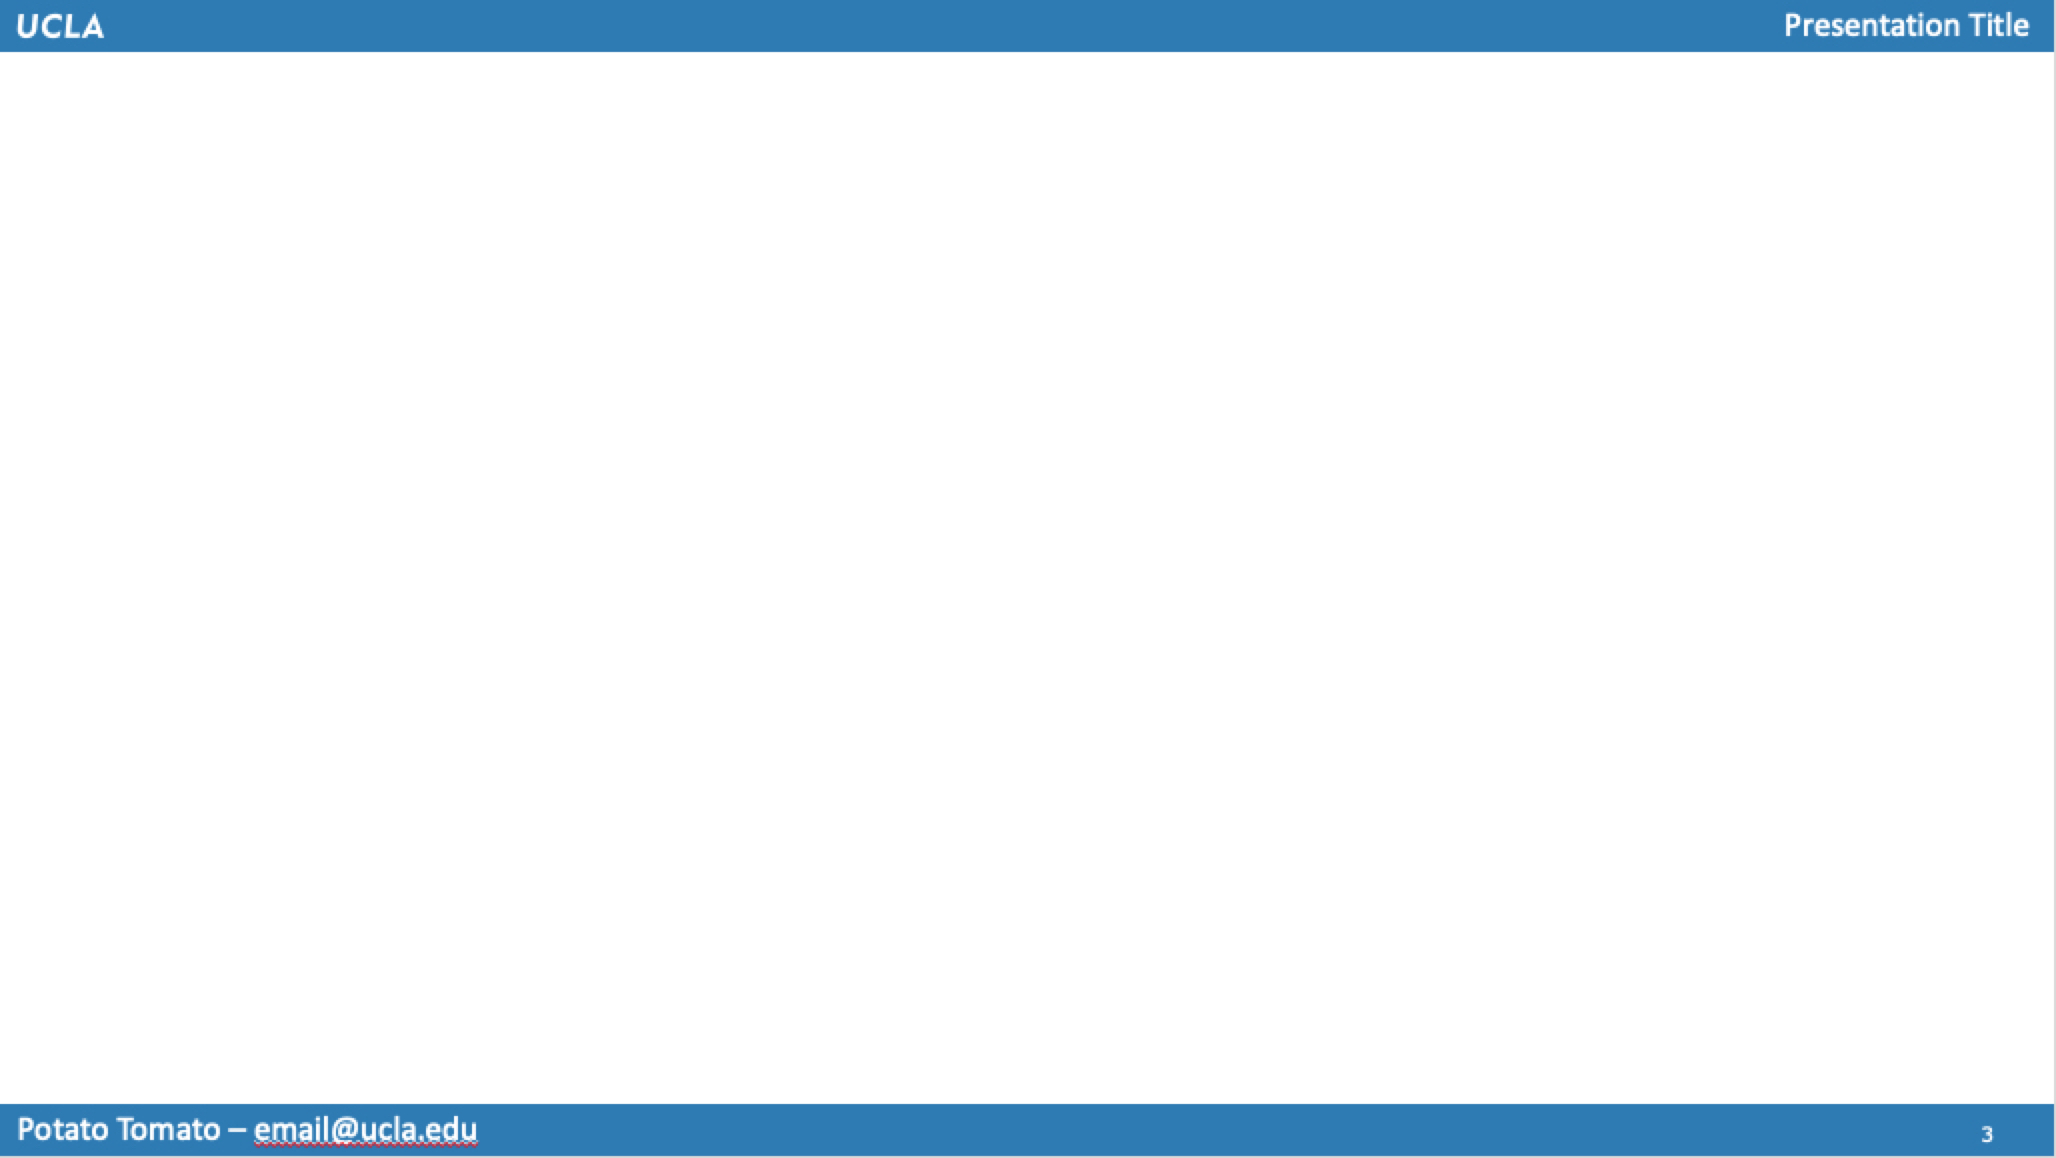 UCLA
Presentation Title
Potato Tomato – email@ucla.edu
3